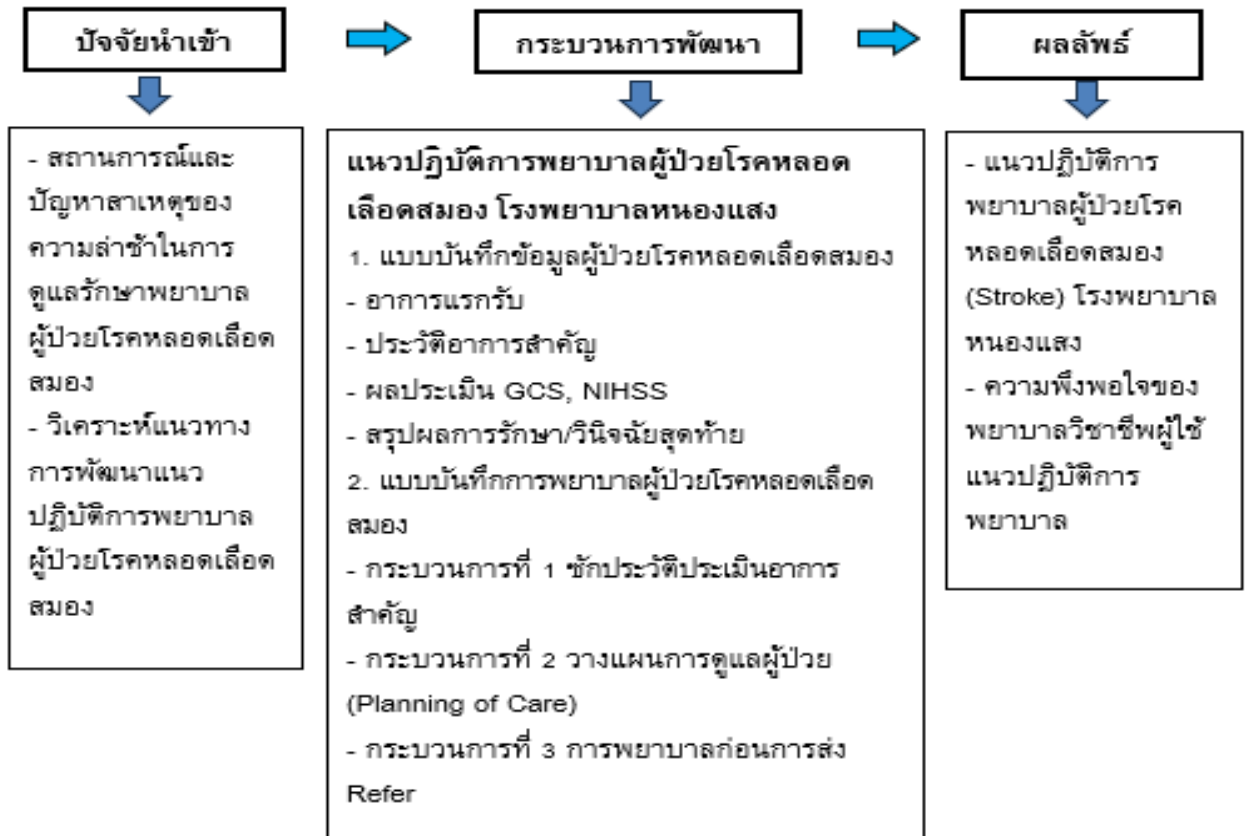 ปัจจัยนำเข้า
กระบวนการพัฒนา
ผลลัพธ์
- สถานการณ์และ
ปัญหาสาเหตุของ
ความล่าช้าในการ
ดูแลรักษาพยาบาล
ผู้ป่วยโรคหลอดเลือด
สมอง
- วิเคราะห์แนวทาง
การพัฒนาแนว
ปฏิบัติการพยาบาล
ผู้ป่วยโรคหลอดเลือด
สมอง
แนวปฏิบัติการพยาบาลผู้ป่วยโรคหลอด
เลือดสมอง โรงพยาบาลหนองแสง
1. แบบบันทึกข้อมูลผู้ป่วยโรคหลอดเลือดสมอง
- อาการแรกรับ
- ประวัติอาการสำคัญ
- ผลประเมิน GCS, NIHSS
- สรุปผลการรักษา/วินิจฉัยสุดท้าย
2. แบบบันทึกการพยาบาลผู้ป่วยโรคหลอดเลือด
สมอง
- กระบวนการที่ 1 ซักประวัติประเมินอาการ
สำคัญ
- กระบวนการที่ 2 วางแผนการดูแลผู้ป่วย
(Planning of Care)
- กระบวนการที่ 3 การพยาบาลก่อนการส่ง
Refer
- แนวปฏิบัติการ
พยาบาลผู้ป่วยโรค
หลอดเลือดสมอง
(Stroke) โรงพยาบาล
หนองแสง
- ความพึงพอใจของ
พยาบาลวิชาชีพผู้ใช้
แนวปฏิบัติการ
พยาบาล